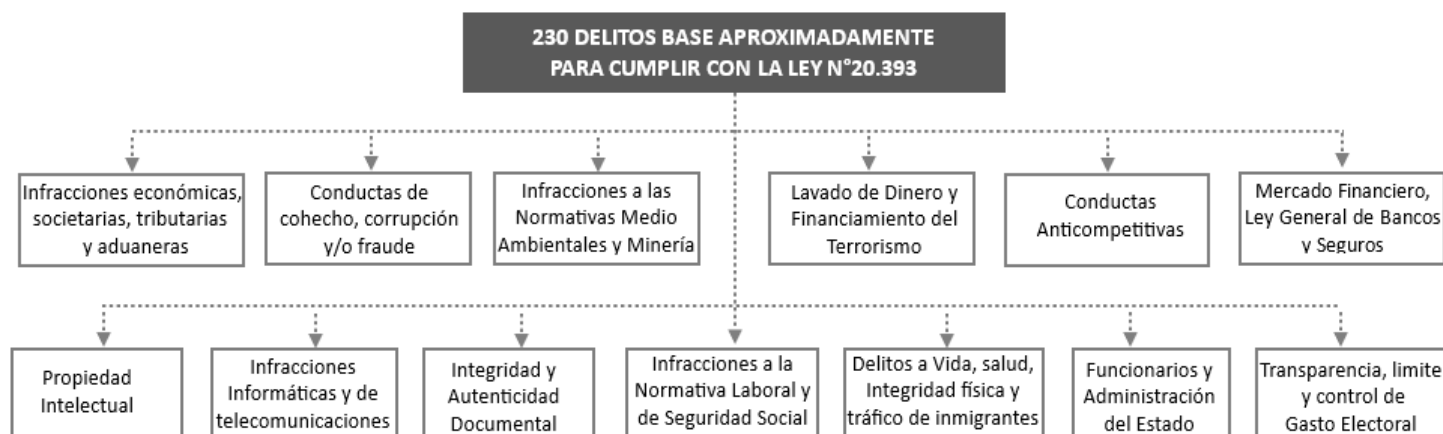 230 DELITOS BASE APROXIMADAMENTE
PARA CUMPLIR CON LA LEY N°20.393
Infracciones económicas,
societarias, tributarias
y aduaneras
Conductas de
cohecho, corrupción
y/o fraude
Infracciones a las
Normativas Medio
Ambientales y Minería
Lavado de Dinero y
Financiamiento del
Terrorismo
Conductas
Anticompetitivas
Mercado Financiero,
Ley General de Bancos
y Seguros
Propiedad
Intelectual
Infracciones
Informáticas y de
telecomunicaciones
Integridad y
Autenticidad
Documental
Infracciones a la
Normativa Laboral y
de Seguridad Social
Delitos a Vida, salud,
Integridad física y
tráfico de inmigrantes
Funcionarios y
Administración
del Estado
Transparencia, limite
y control de
Gasto Electoral